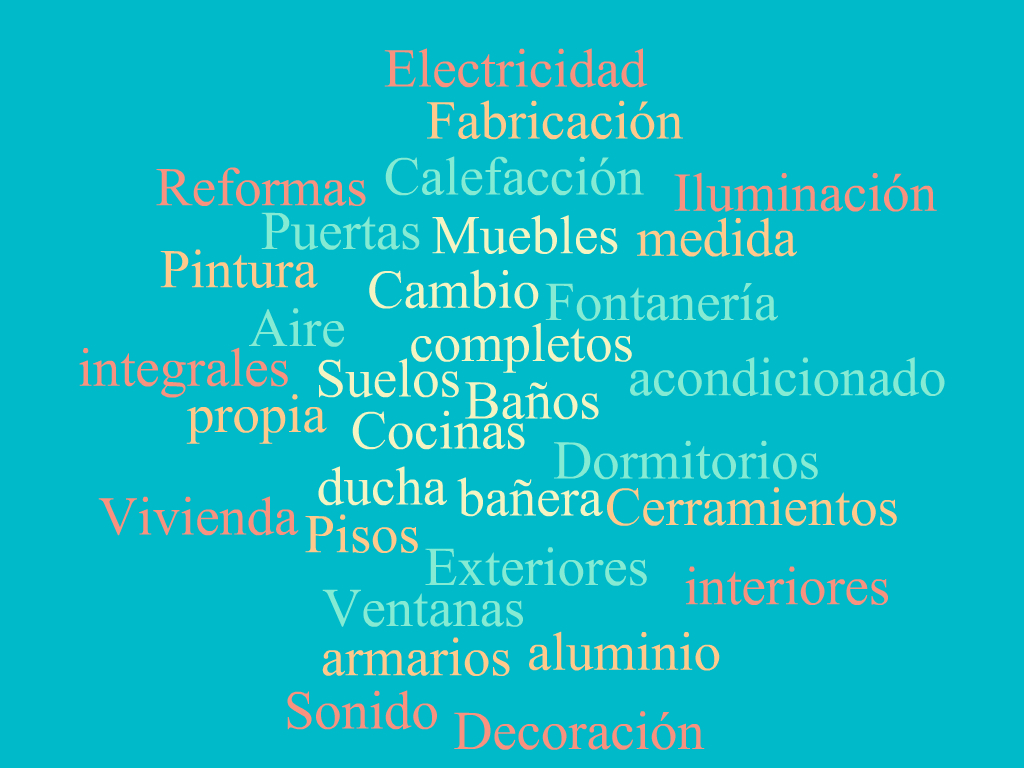 Electricidad
Fabricación
Reformas Calefacción Iluminación
Puertas Muebles medida
Pintura Cambio Fontanería
Aire completos
integrales Suelos Baños acondicionado
propia Cocinas
Dormitorios
ducha bañera Cerramientos
Vivienda Pisos
Exteriores interiores
Ventanas
armarios aluminio
Sonido Decoración